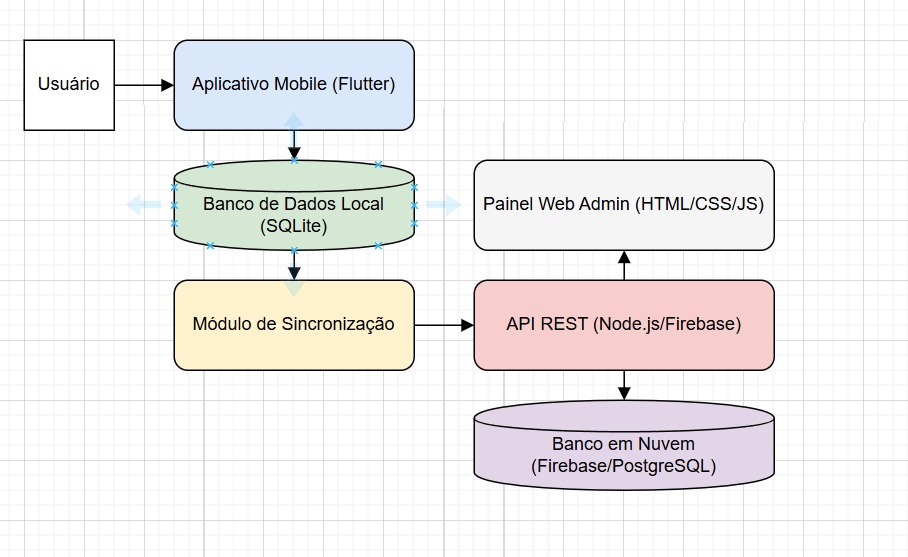 Usuário
Aplicativo Mobile (Flutter)
Banco de Dados Local
(SQLite)
Painel Web Admin (HTML/CSS/JS)
Módulo de Sincronização
API REST (Node.js/Firebase)
Banco em Nuvem
(Firebase/PostgreSQL)